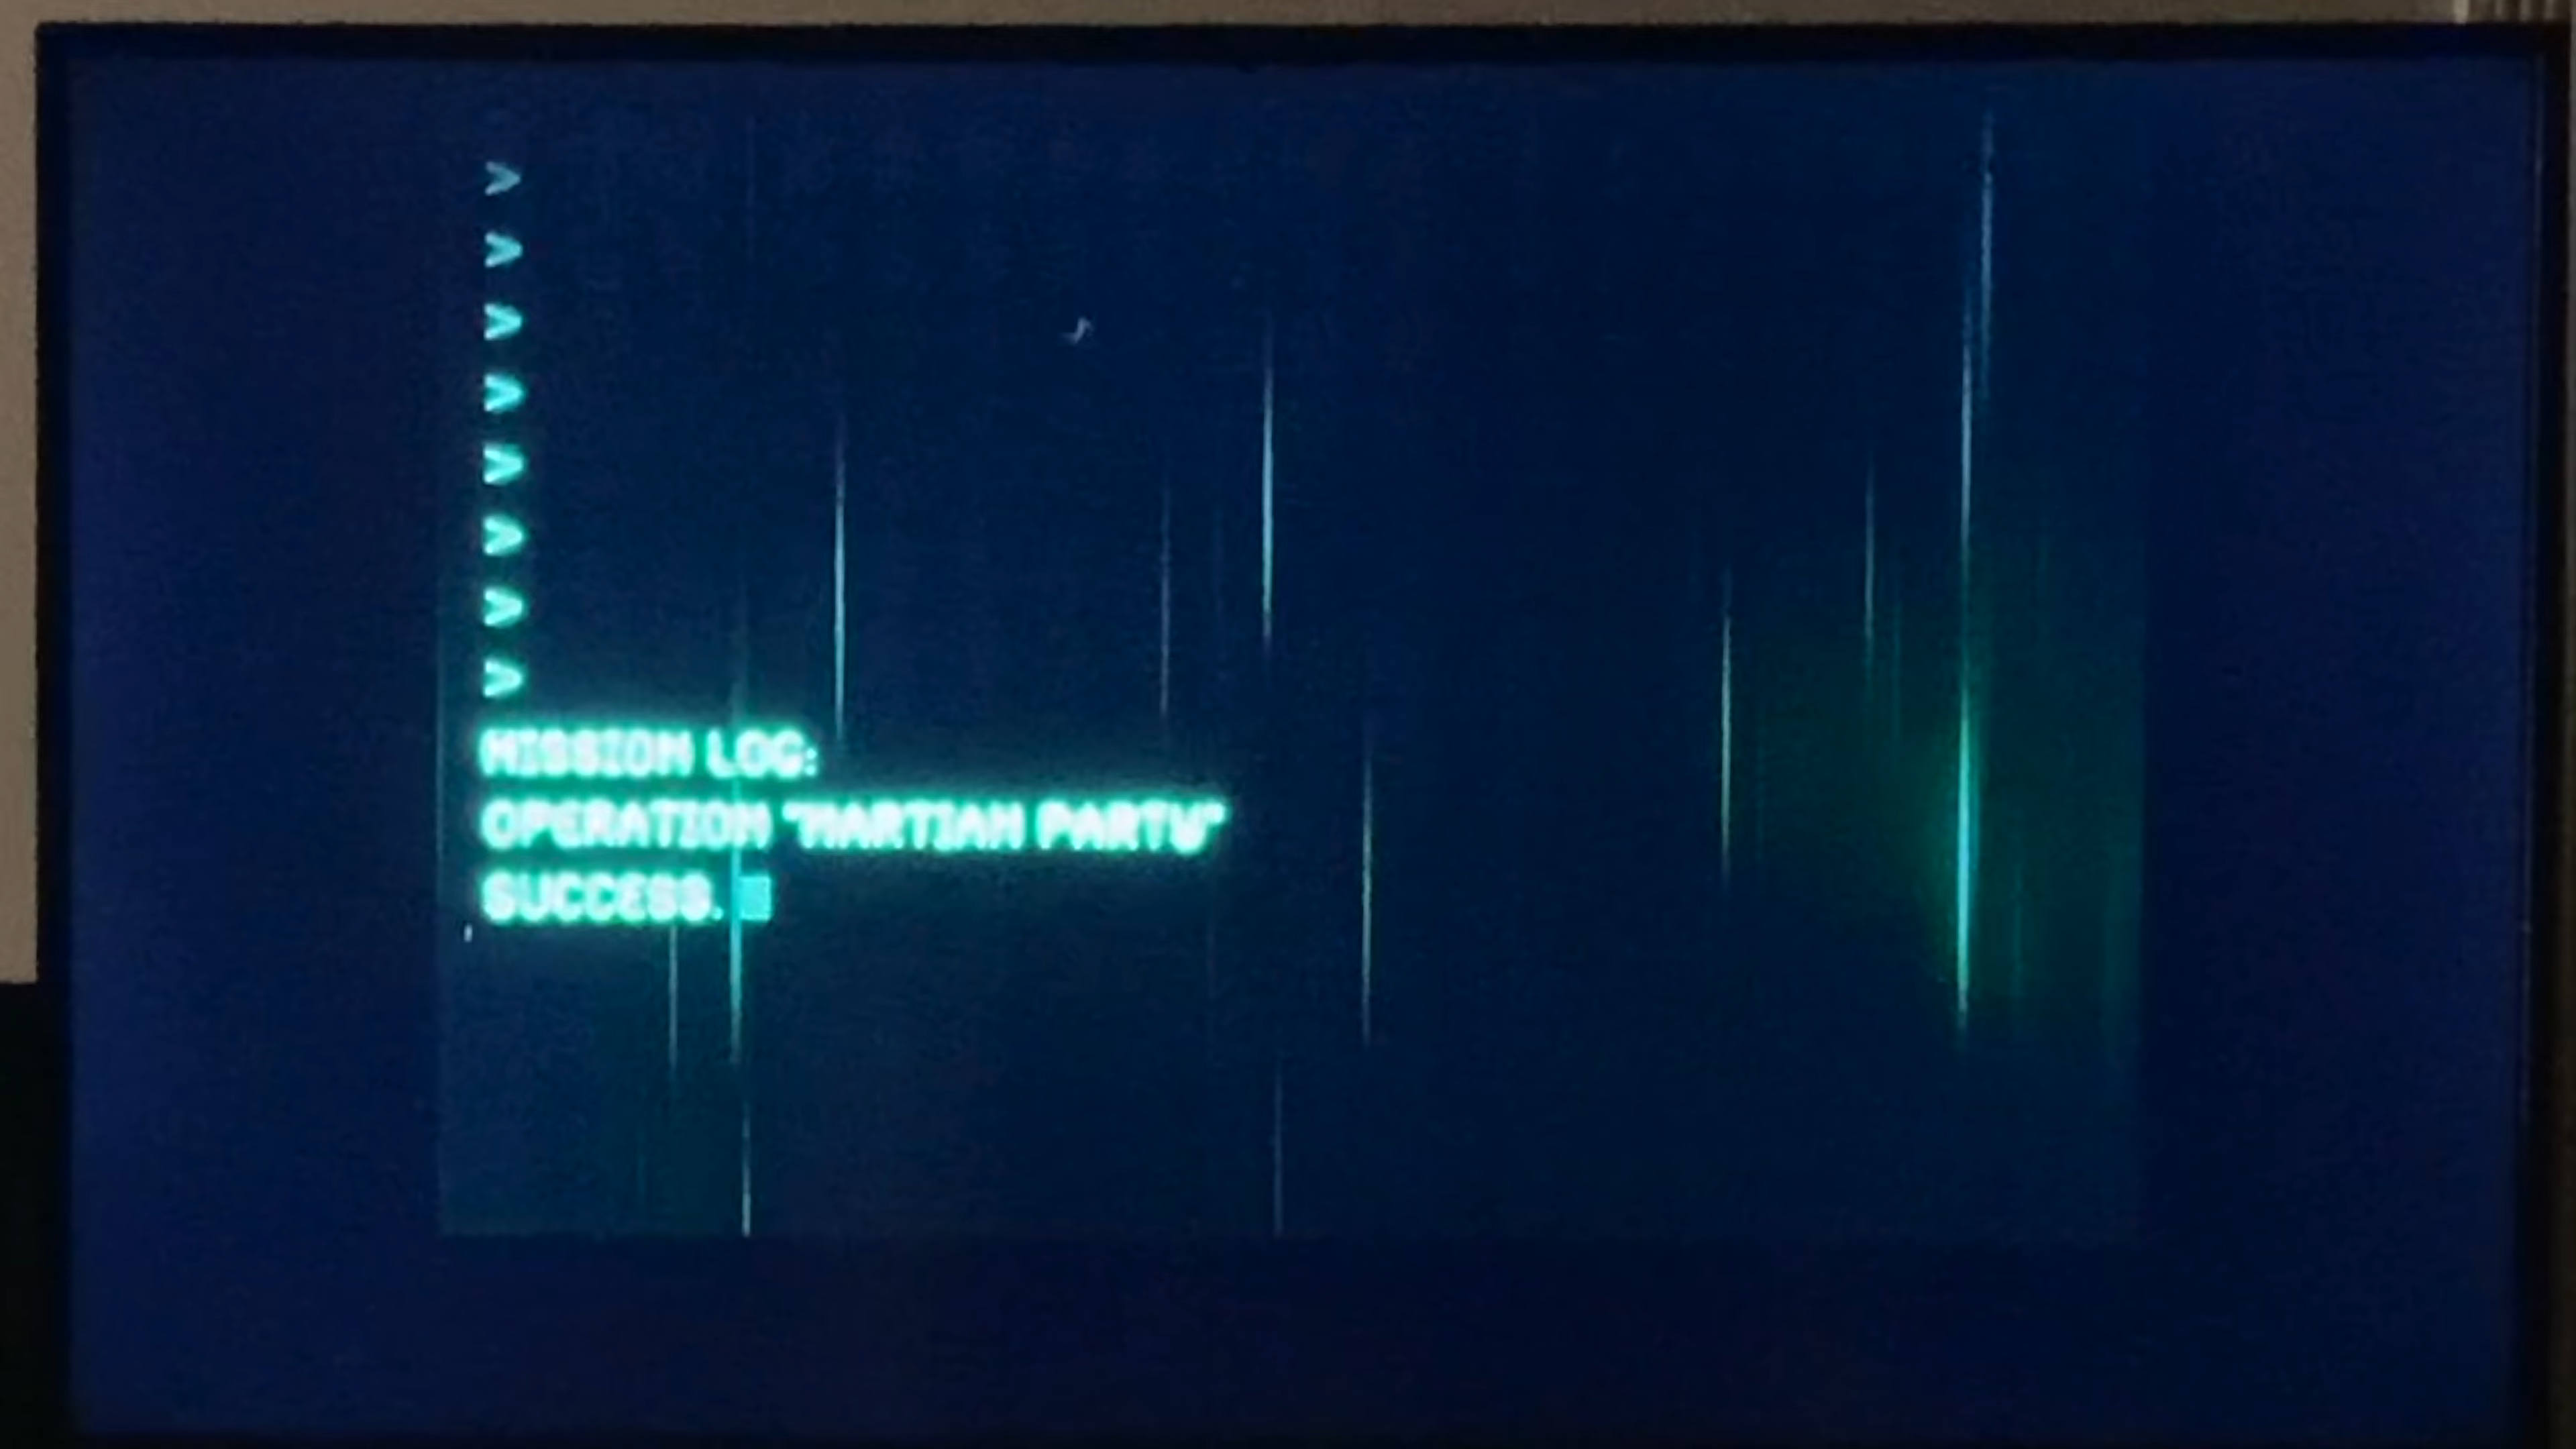 >
>
>
>
>
>
>
>
MISSION LOG:
OPERATION "MARTIAN PARTY"
SUCCESS.